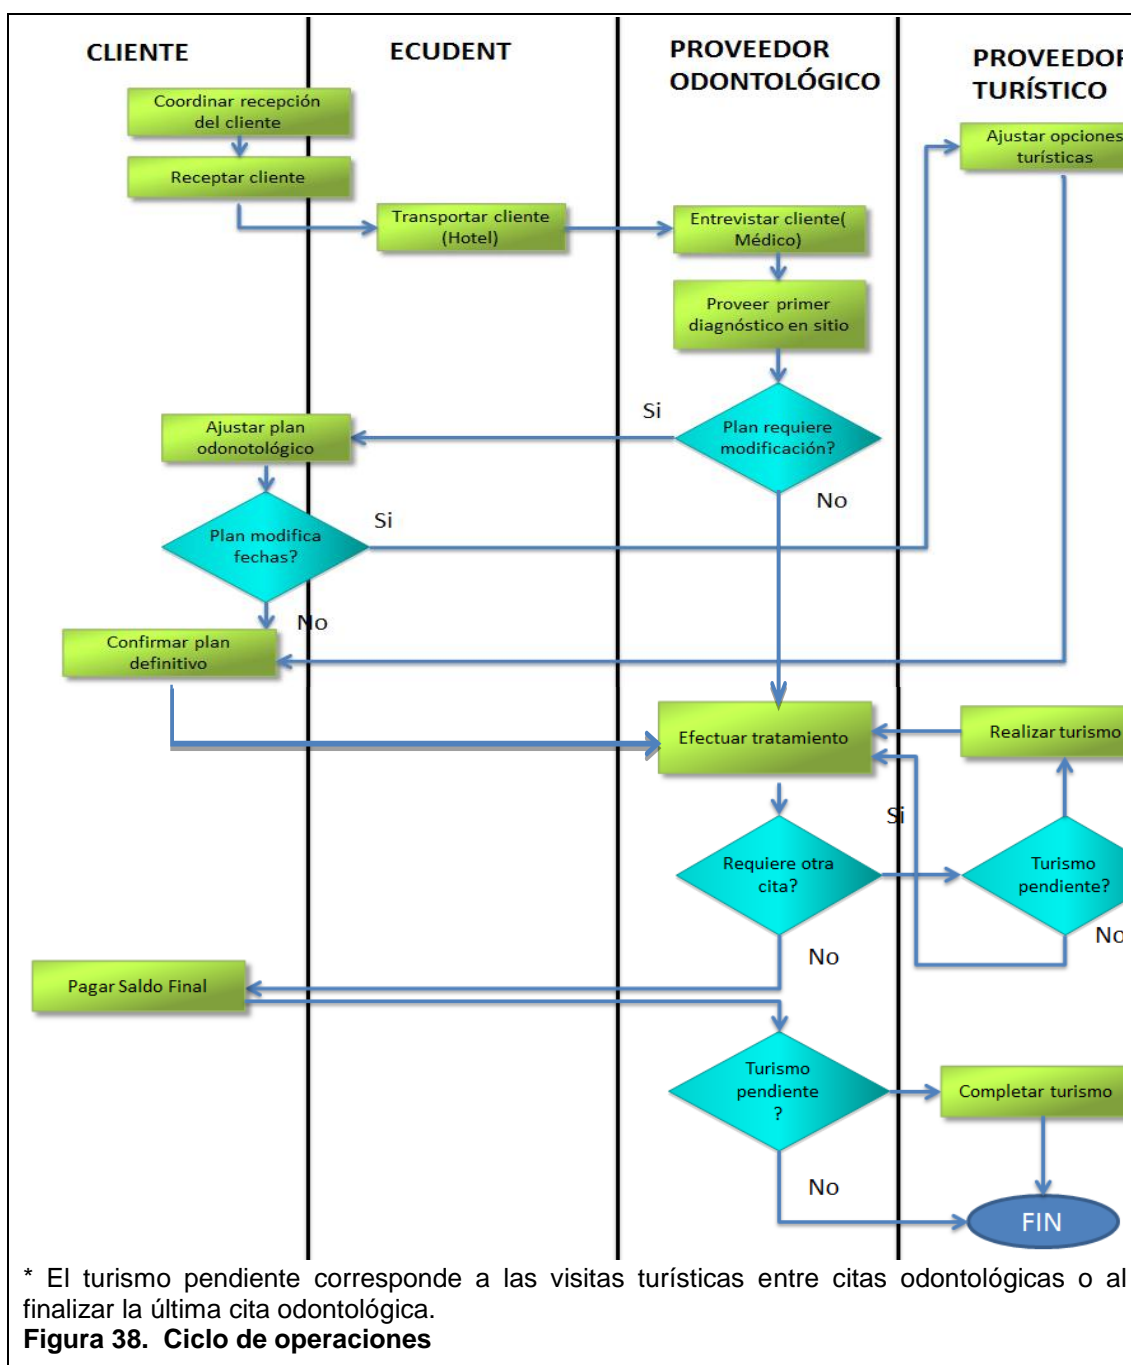 CLIENTE
ECUDENT
PROVEEDOR
ODONTOLÓGICO
PROVEEDOR
TURÍSTICO
Coordinar recepción
del cliente
Ajustar opciones
turísticas
Receptar cliente
Transportar cliente
(Hotel)
Entrevistar cliente(
Médico)
Proveer primer
diagnóstico en sitio
Si
Plan requiere
modificación?
Ajustar plan
odonotológico
No
Si
Plan modifica
fechas?
No
Confirmar plan
definitivo
Efectuar tratamiento
Realizar turismo
Si
Requiere otra
cita?
Turismo
pendiente?
No
No
Pagar Saldo Final
Turismo
pendiente
?
Completar turismo
No
FIN
* El turismo pendiente corresponde a las visitas turísticas entre citas odontológicas o al
finalizar la última cita odontológica.
Figura 38. Ciclo de operaciones